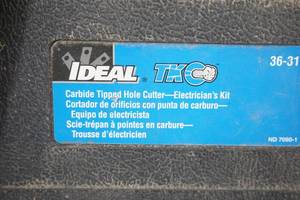 IDEAL® TKO 36-31
Carbide Tipped Hole Cutter—Electrician's Kit
Cortador de orificios con punta de carburo—
Equipo de electricista
Scie-trépan à pointes en carbure—
Trousse d'électricien
ND 7090-1